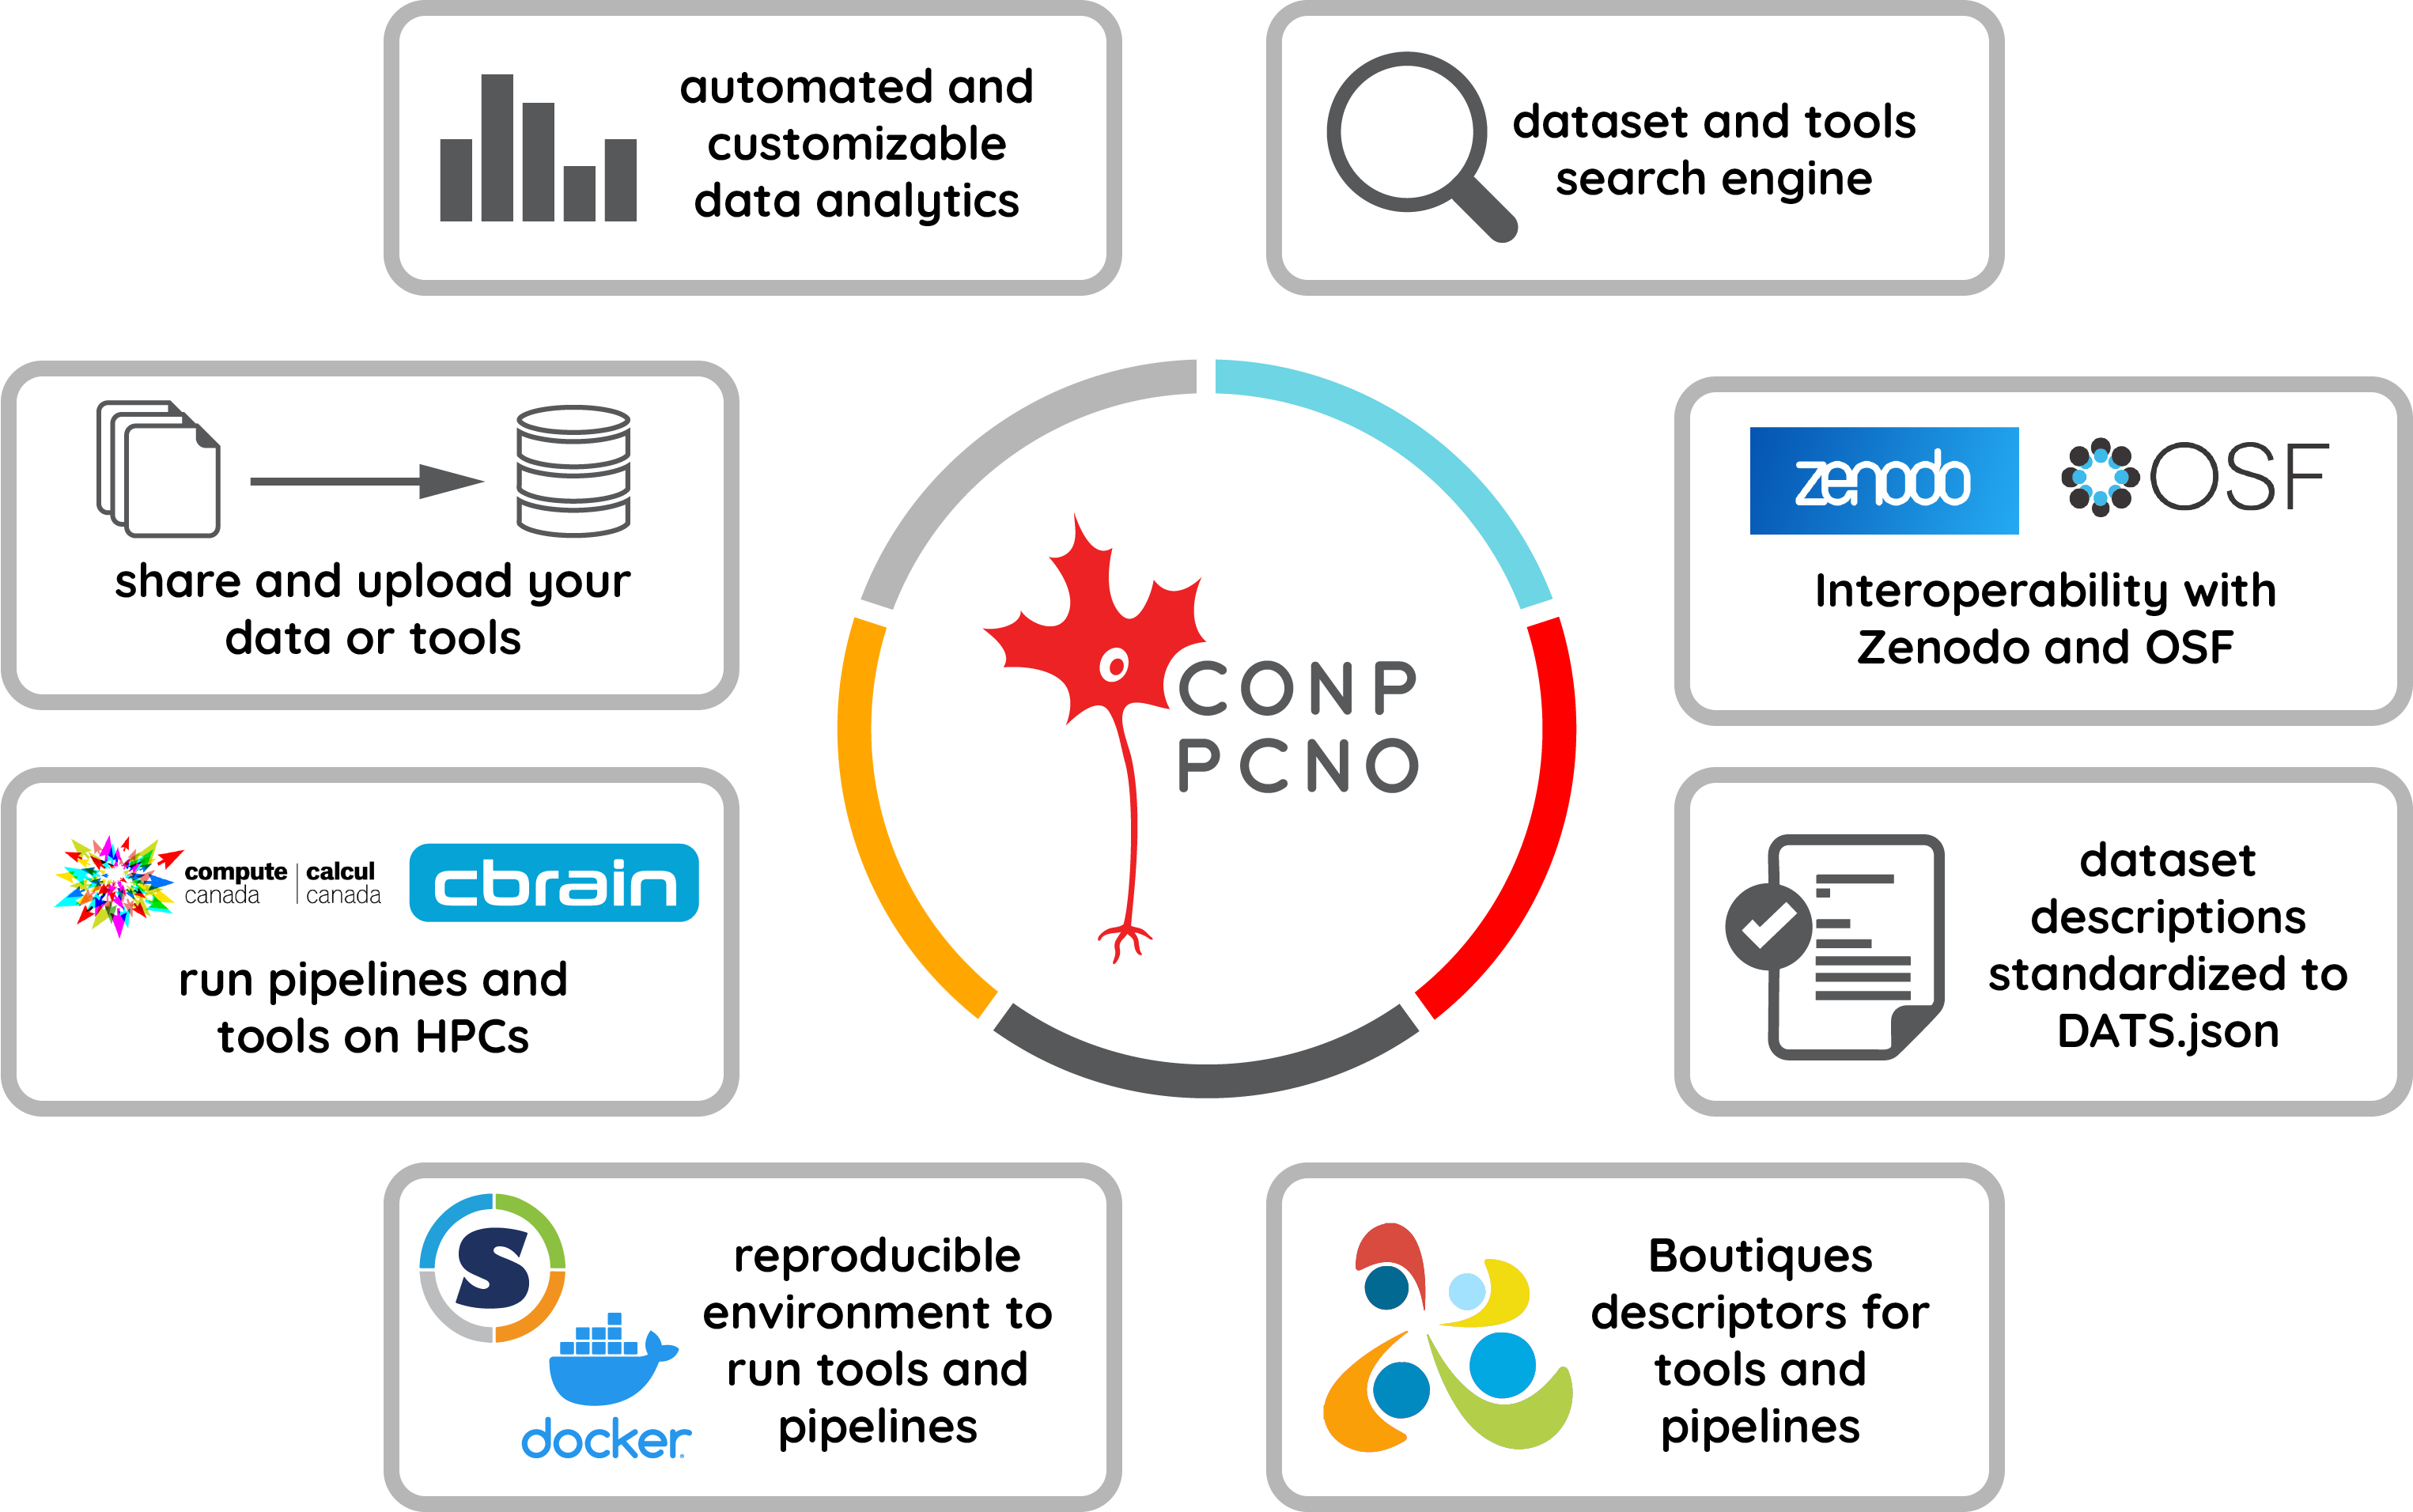 automated and
customizable
data analytics
dataset and tools
search engine
share and upload your
data or tools
zenodo
OSF
Interoperability with
Zenodo and OSF
CONP
PCNO
compute | calcul
canada | canada
cbrain
run pipelines and
tools on HPCs
dataset
descriptions
standardized to
DATS.json
S
docker
reproducible
environment to
run tools and
pipelines
Boutiques
descriptors for
tools and
pipelines